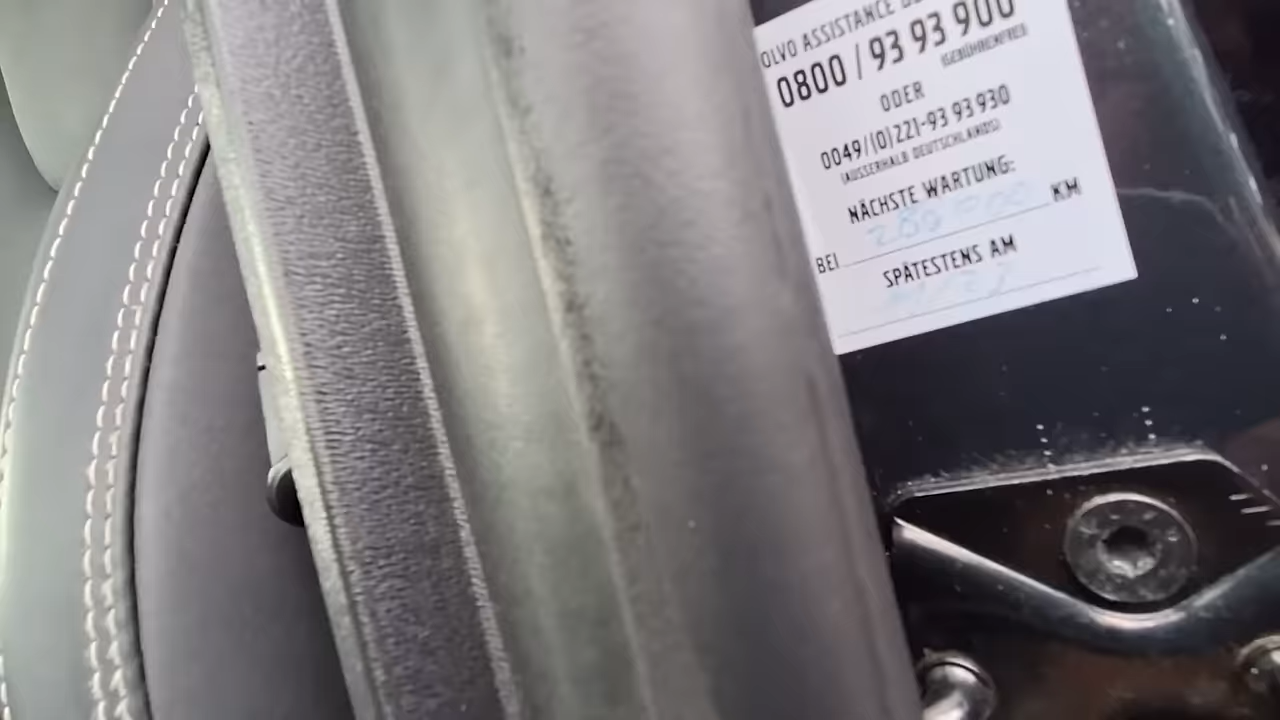 OLVO ASSISTANCE
0800 / 93 93 900
(GEBÜHRENFREI)
ODER
0049/(0)221-93 93 930
(AUSSERHALB DEUTSCHLANDS)
NÄCHSTE WARTUNG:
BEI KM
SPÄTESTENS AM